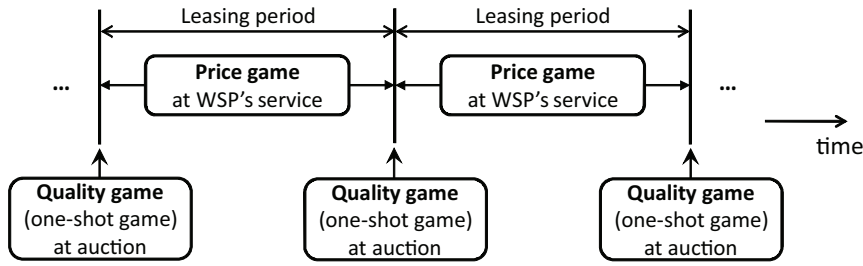 Leasing period
Leasing period
...
Price game
at WSP's service
Price game
at WSP's service
...
time
Quality game
(one-shot game)
at auction
Quality game
(one-shot game)
at auction
Quality game
(one-shot game)
at auction